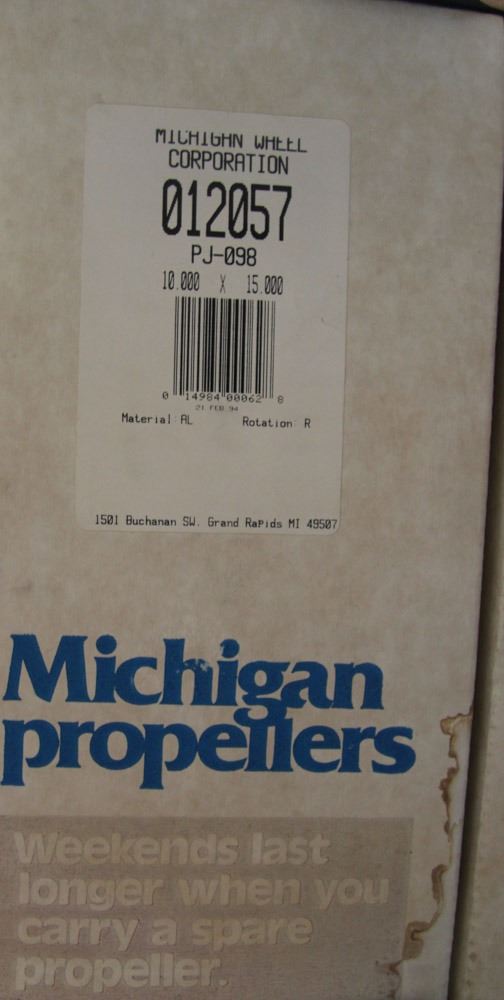 MICHIGAN WHEEL
CORPORATION
012057
PJ-098
10.000 X 15.000
0 14984 00062 8
21 FEB 94
Material: AL Rotation: R
1501 Buchanan SW. Grand Rapids MI 49507
Michigan
propellers
Weekends last
longer when you
carry a spare
propeller.